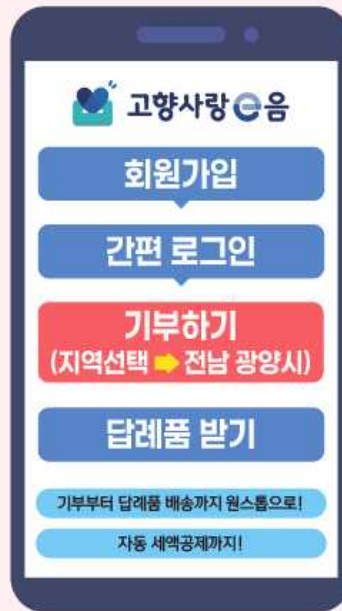 고향사랑e음
회원가입
간편 로그인
기부하기
(지역선택 ➡ 전남 광양시)
답례품 받기
기부부터 답례품 배송까지 원스톱으로!
자동 세액공제까지!